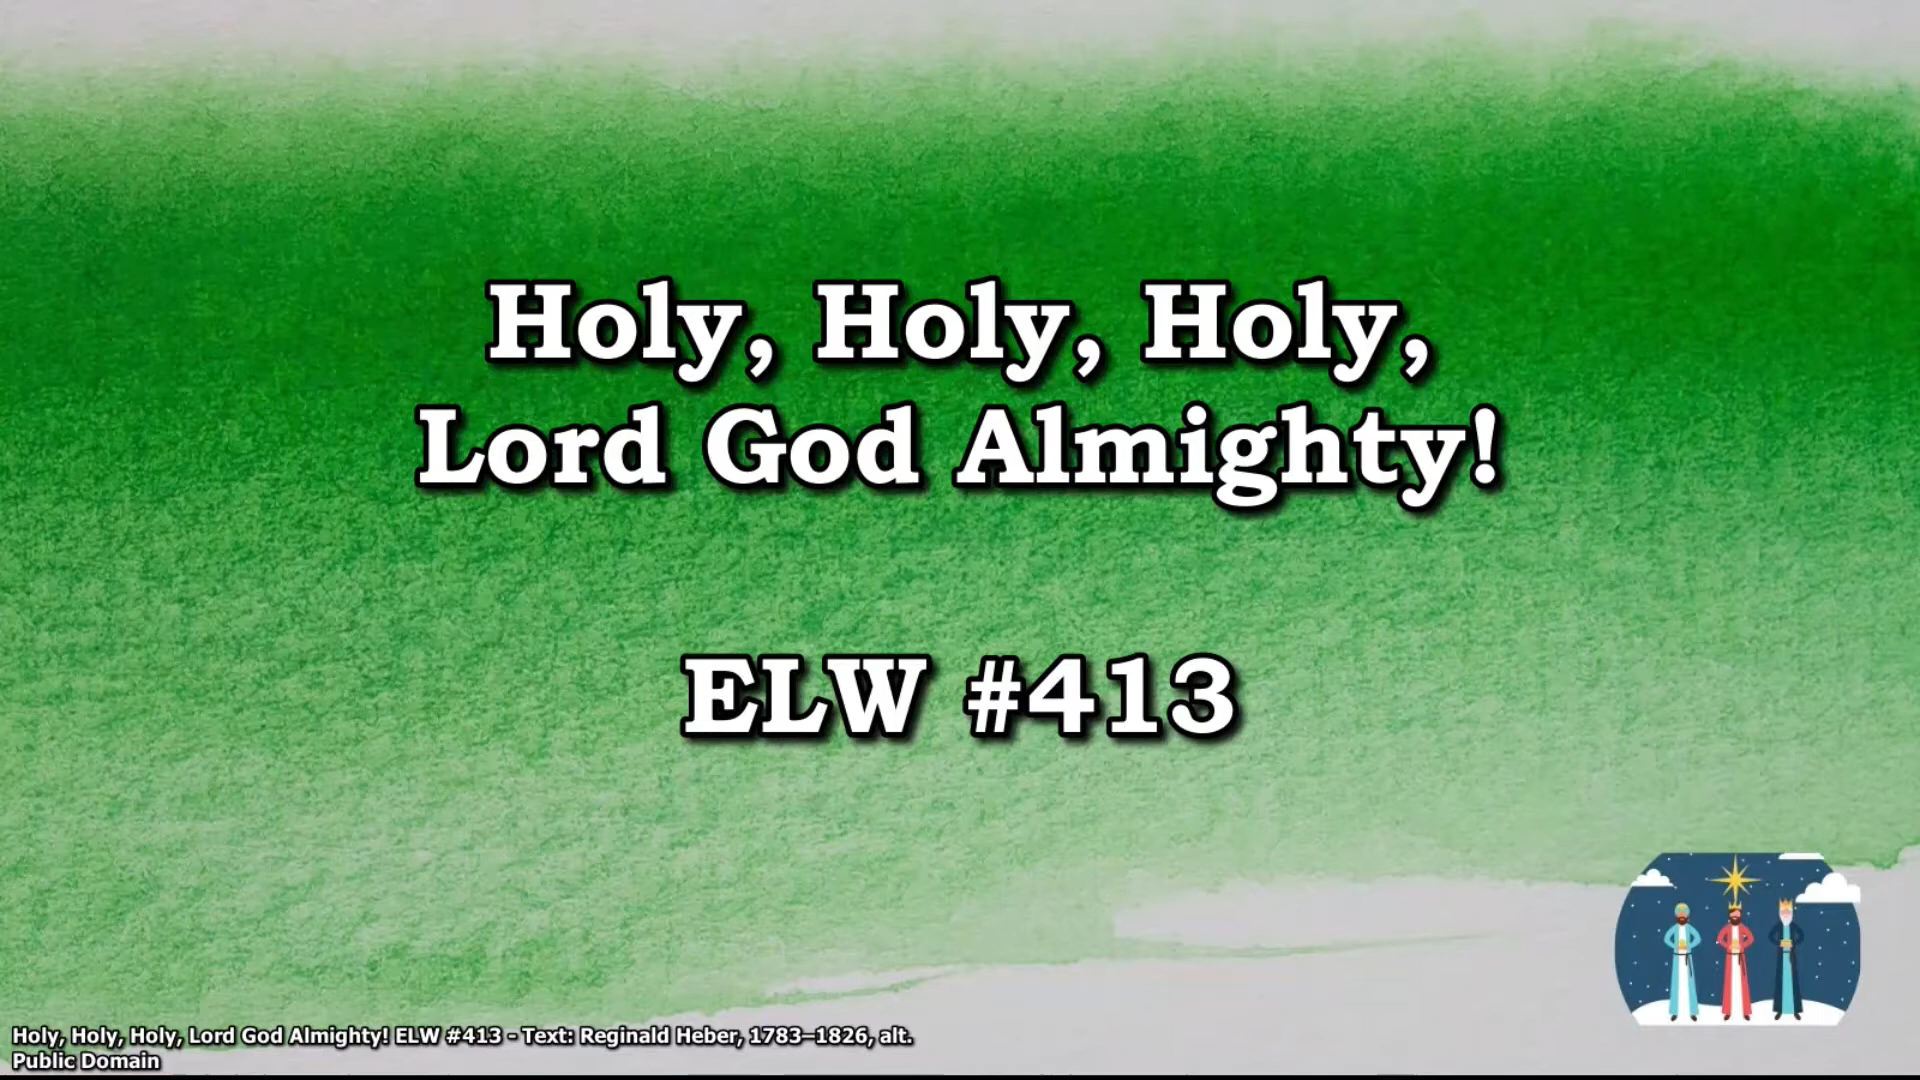 Holy, Holy, Holy,
Lord God Almighty!
ELW #413
Holy, Holy, Holy, Lord God Almighty! ELW #413 - Text: Reginald Heber, 1783–1826, alt.
Public Domain